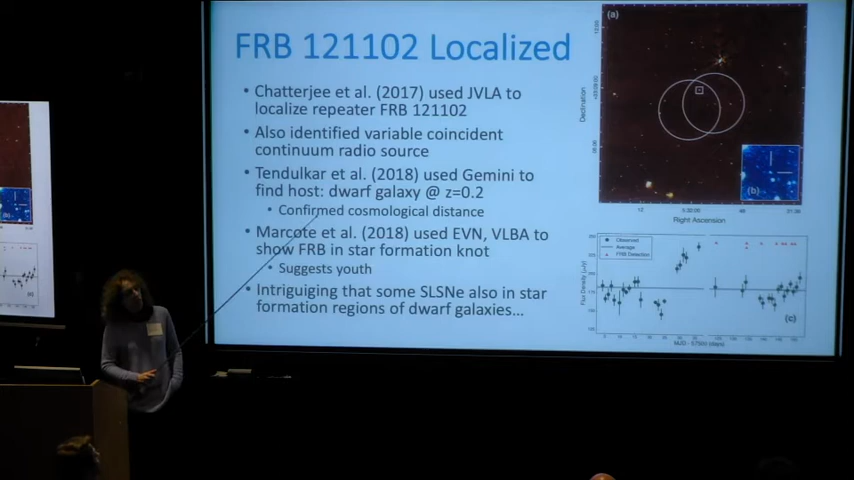 FRB 121102 Localized
• Chatterjee et al. (2017) used JVLA to
localize repeater FRB 121102
• Also identified variable coincident
continuum radio source
• Tendulkar et al. (2018) used Gemini to
find host: dwarf galaxy @ z=0.2
• Confirmed cosmological distance
• Marcote et al. (2018) used EVN, VLBA to
show FRB in star formation knot
• Suggests youth
• Intriguiging that some SLSNe also in star
formation regions of dwarf galaxies...
(a)
Declination
(b)
Right Ascension
Observed
Average
FRB Detection
Flux Density (μJy)
(c)